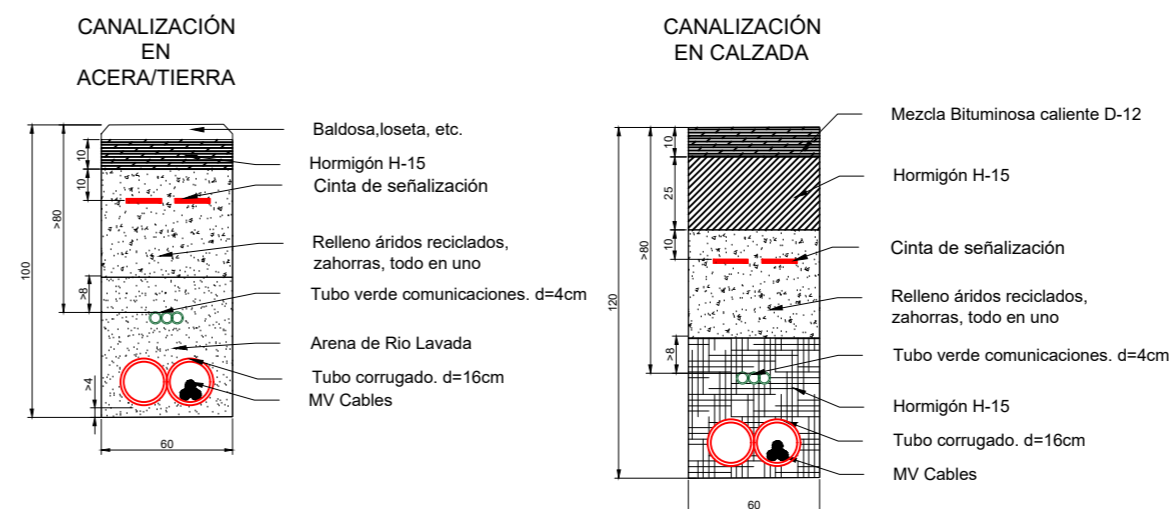 CANALIZACIÓN
EN
ACERA/TIERRA
Baldosa,loseta, etc.
Hormigón H-15
Cinta de señalización
Relleno áridos reciclados,
zahorras, todo en uno
Tubo verde comunicaciones. d=4cm
Arena de Rio Lavada
Tubo corrugado. d=16cm
MV Cables
10
10
>80
100
>8
>4
60
CANALIZACIÓN
EN CALZADA
Mezcla Bituminosa caliente D-12
Hormigón H-15
Cinta de señalización
Relleno áridos reciclados,
zahorras, todo en uno
Tubo verde comunicaciones. d=4cm
Hormigón H-15
Tubo corrugado. d=16cm
MV Cables
10
25
10
>80
120
>8
60